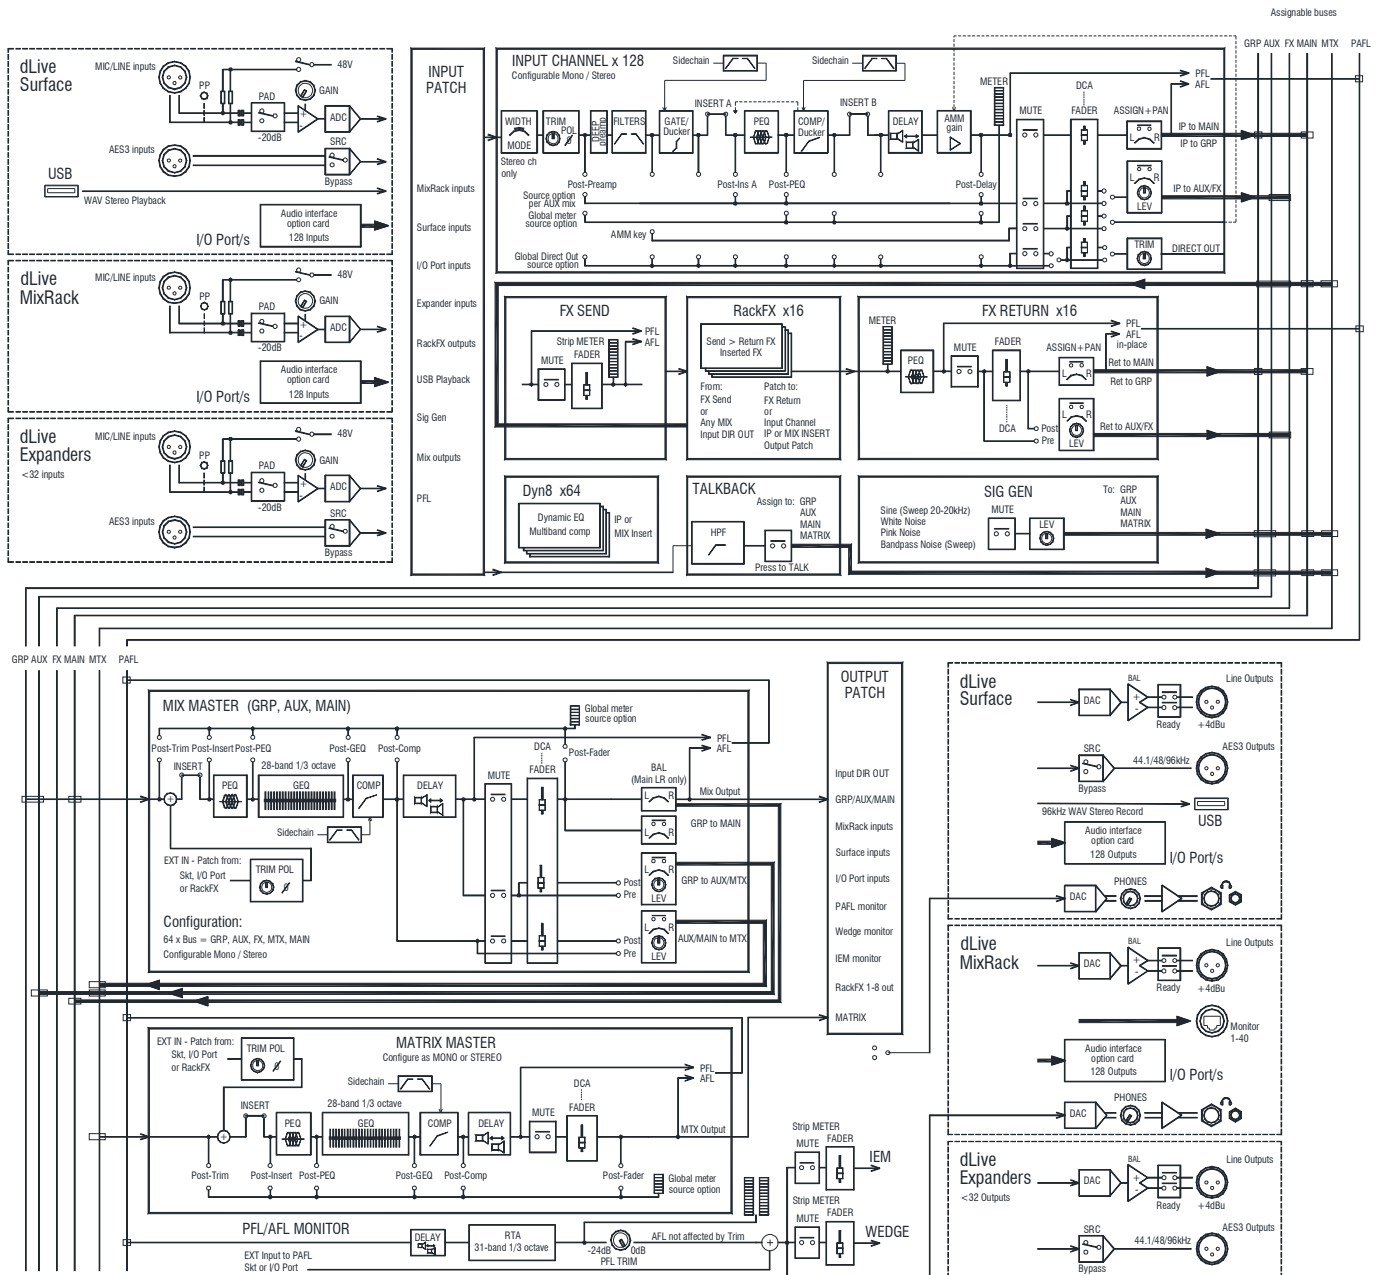 Assignable buses
GRP AUX FX MAIN MTX PAFL
dLive
Surface
MIC/LINE inputs
48V
PP
GAIN
PAD
-20dB
ADC
AES3 inputs
SRC
Bypass
USB
WAV Stereo Playback
Audio interface
option card
128 Inputs
I/O Port/s
dLive
MixRack
MIC/LINE inputs
48V
PP
GAIN
PAD
-20dB
ADC
Audio interface
option card
128 Inputs
I/O Port/s
dLive
Expanders
<32 inputs
MIC/LINE inputs
48V
PP
GAIN
PAD
-20dB
ADC
AES3 inputs
SRC
Bypass
INPUT
PATCH
MixRack inputs
Surface inputs
I/O Port inputs
Expander inputs
RackFX outputs
USB Playback
Sig Gen
Mix outputs
PFL
INPUT CHANNEL x 128
Configurable Mono / Stereo
Sidechain
Sidechain
METER
PFL
AFL
WIDTH
MODE
Stereo ch
only
TRIM
POL
DEEP
preamp
FILTERS
GATE/
Ducker
INSERT A
PEQ
COMP/
Ducker
INSERT B
DELAY
AMM
gain
MUTE
DCA
FADER
ASSIGN+PAN
L R
IP to MAIN
IP to GRP
L R
LEV
IP to AUX/FX
TRIM
DIRECT OUT
Post-Preamp
Post-Ins A
Post-PEQ
Post-Delay
Source option
per AUX mix
Global meter
source option
AMM key
Global Direct Out
source option
FX SEND
PFL
AFL
Strip METER
MUTE
FADER
RackFX x16
Send > Return FX
Inserted FX
From:
FX Send
or
Any MIX
Input DIR OUT
Patch to:
FX Return
or
Input Channel
IP or MIX INSERT
Output Patch
FX RETURN x16
METER
PFL
AFL
in-place
PEQ
MUTE
FADER
DCA
ASSIGN+PAN
L R
Ret to MAIN
Ret to GRP
L R
LEV
Ret to AUX/FX
Post
Pre
Dyn8 x64
Dynamic EQ
Multiband comp
IP or
MIX Insert
TALKBACK
Assign to: GRP
AUX
MAIN
MATRIX
HPF
Press to TALK
SIG GEN
Sine (Sweep 20-20kHz)
White Noise
Pink Noise
Bandpass Noise (Sweep)
MUTE
LEV
To: GRP
AUX
MAIN
MATRIX
GRP AUX FX MAIN MTX PAFL
MIX MASTER (GRP, AUX, MAIN)
Global meter
source option
Post-Trim Post-Insert Post-PEQ
Post-GEQ
Post-Comp
Post-Fader
PFL
AFL
INSERT
PEQ
28-band 1/3 octave
GEQ
COMP
DELAY
MUTE
DCA
FADER
BAL
(Main LR only)
L R
Mix Output
L R
GRP to MAIN
L R
LEV
GRP to AUX/MTX
L R
LEV
AUX/MAIN to MTX
Post
Pre
Post
Pre
Sidechain
EXT IN - Patch from:
Skt, I/O Port
or RackFX
TRIM POL
Configuration:
64 x Bus = GRP, AUX, FX, MTX, MAIN
Configurable Mono / Stereo
MATRIX MASTER
Configure as MONO or STEREO
EXT IN - Patch from:
Skt, I/O Port
or RackFX
TRIM POL
Sidechain
28-band 1/3 octave
INSERT
PEQ
GEQ
COMP
DELAY
MUTE
DCA
FADER
PFL
AFL
MTX Output
Post-Trim
Post-Insert
Post-PEQ
Post-GEQ
Post-Comp
Post-Fader
Global meter
source option
PFL/AFL MONITOR
DELAY
RTA
31-band 1/3 octave
-24dB
0dB
PFL TRIM
AFL not affected by Trim
EXT Input to PAFL
Skt or I/O Port
Strip METER
MUTE
FADER
IEM
Strip METER
MUTE
FADER
WEDGE
OUTPUT
PATCH
Input DIR OUT
GRP/AUX/MAIN
MixRack inputs
Surface inputs
I/O Port inputs
PAFL monitor
Wedge monitor
IEM monitor
RackFX 1-8 out
MATRIX
dLive
Surface
DAC
BAL
Ready
Line Outputs
+4dBu
SRC
Bypass
44.1/48/96kHz
AES3 Outputs
96kHz WAV Stereo Record
USB
Audio interface
option card
128 Outputs
I/O Port/s
DAC
PHONES
dLive
MixRack
DAC
BAL
Ready
Line Outputs
+4dBu
Monitor
1-40
Audio interface
option card
128 Outputs
I/O Port/s
DAC
PHONES
dLive
Expanders
<32 Outputs
DAC
BAL
Ready
Line Outputs
+4dBu
SRC
Bypass
44.1/48/96kHz
AES3 Outputs